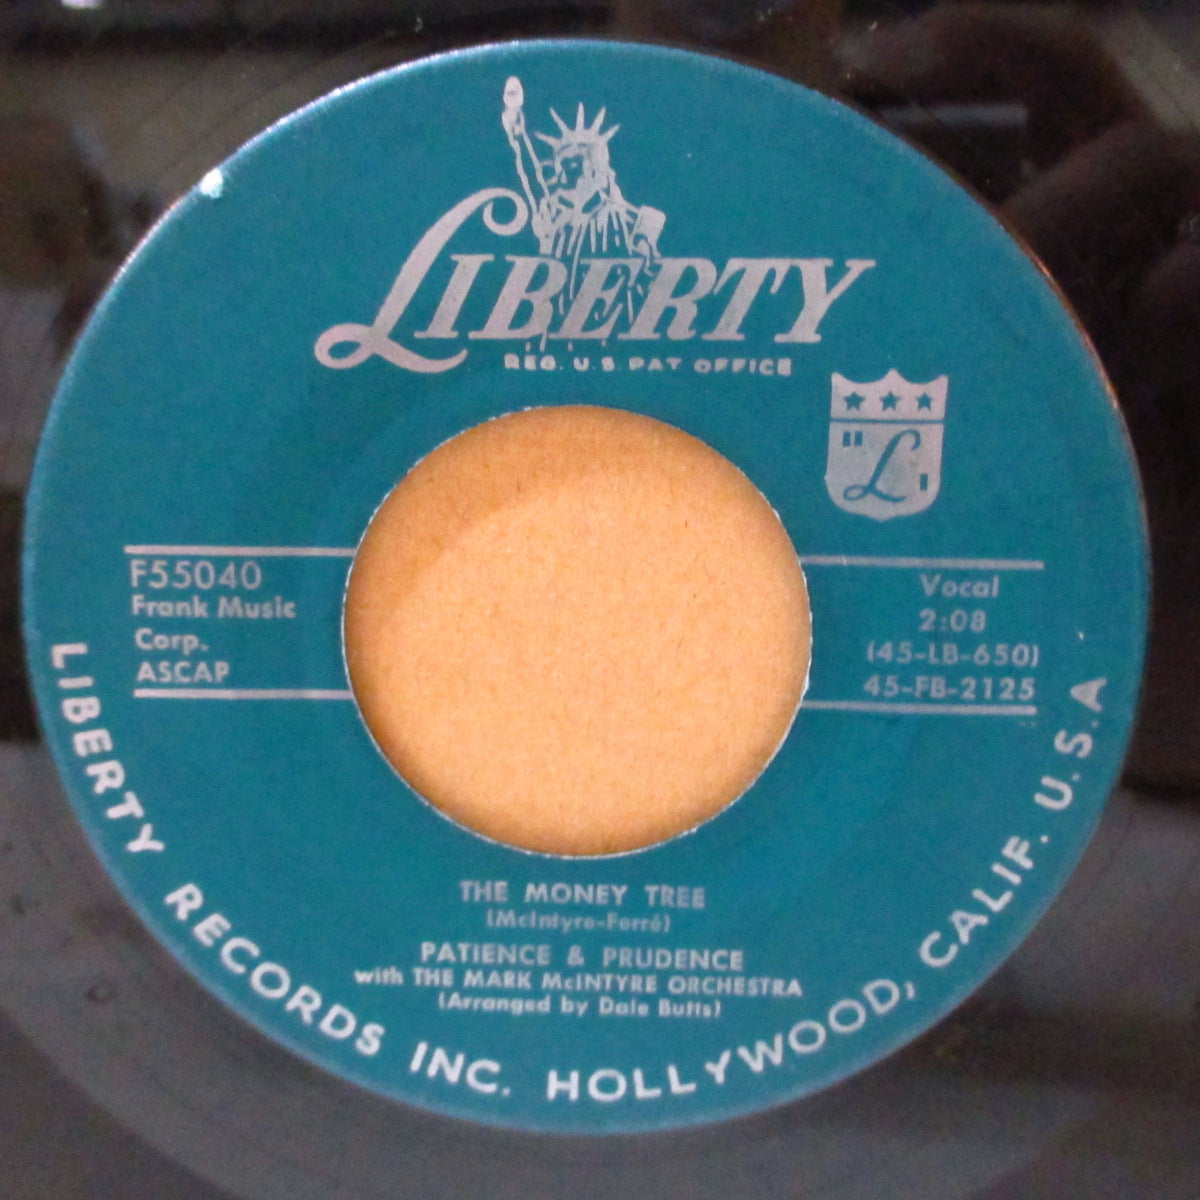 LIBERTY
REG. U.S. PAT OFFICE
L
F55040
Frank Music
Corp.
ASCAP
Vocal
2:08
(45-LB-650)
45-FB-2125
THE MONEY TREE
(McIntyre-Ferré)
PATIENCE & PRUDENCE
with THE MARK McINTYRE ORCHESTRA
(Arranged by Dale Butts)
LIBERTY RECORDS INC. HOLLYWOOD, CALIF. U.S.A